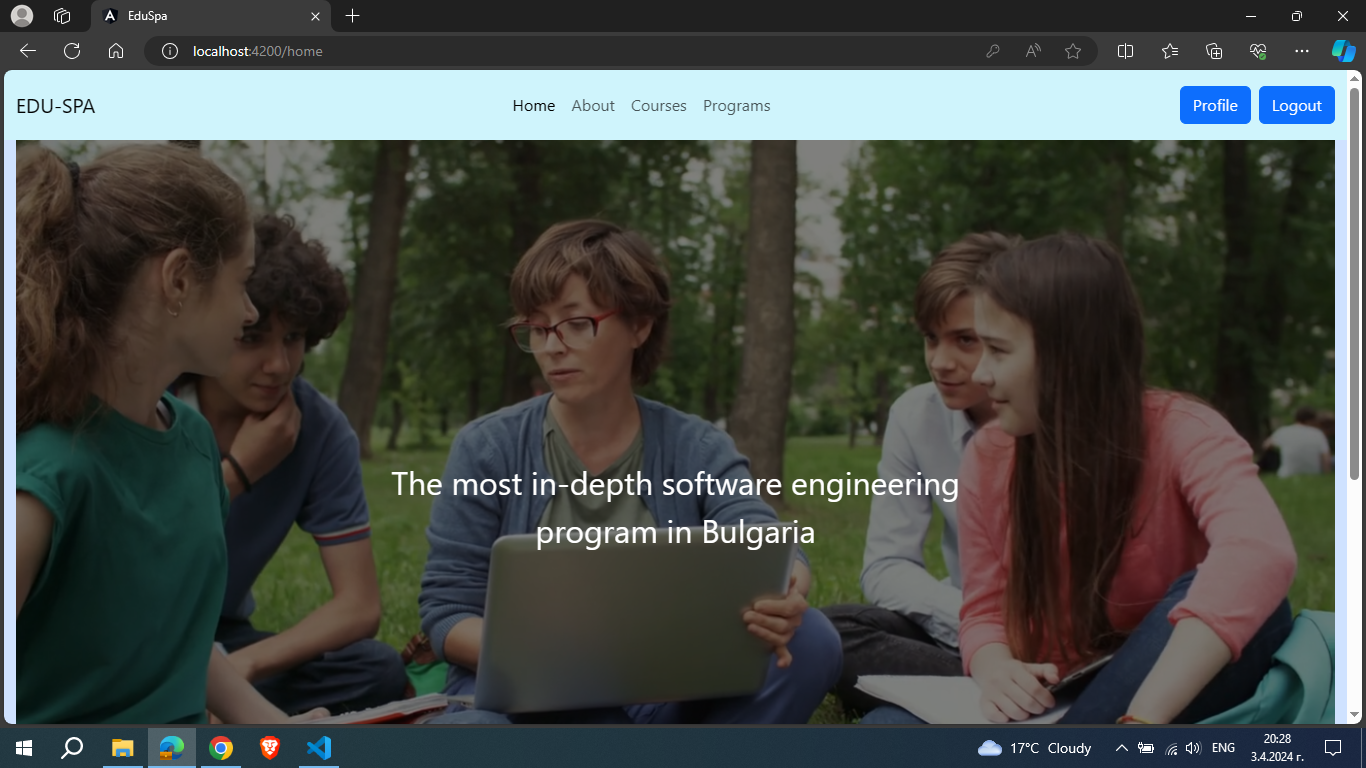 EduSpa
localhost:4200/home
EDU-SPA
Home About Courses Programs
Profile Logout
The most in-depth software engineering
program in Bulgaria
17°C Cloudy
ENG
20:28
3.4.2024 г.